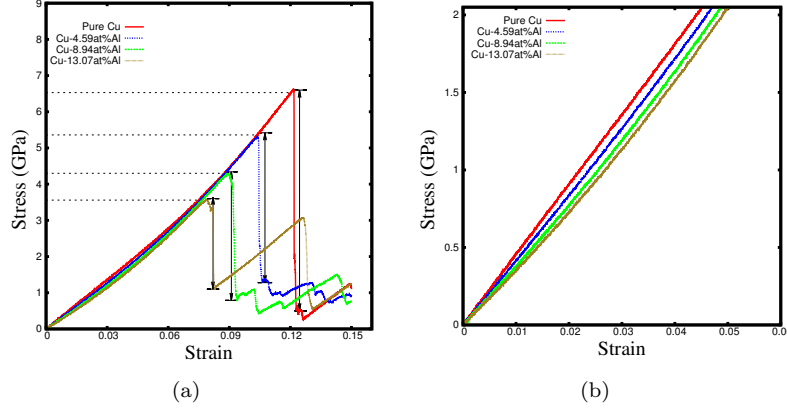 Pure Cu
Cu-4.59at%Al
Cu-8.94at%Al
Cu-13.07at%Al
9
8
7
6
5
4
3
2
1
0
Stress (GPa)
0
0.03
0.06
0.09
0.12
0.15
Strain
(a)
Pure Cu
Cu-4.59at%Al
Cu-8.94at%Al
Cu-13.07at%Al
2
1.5
1
0.5
0
Stress (GPa)
0
0.01
0.02
0.03
0.04
0.05
0.0
Strain
(b)